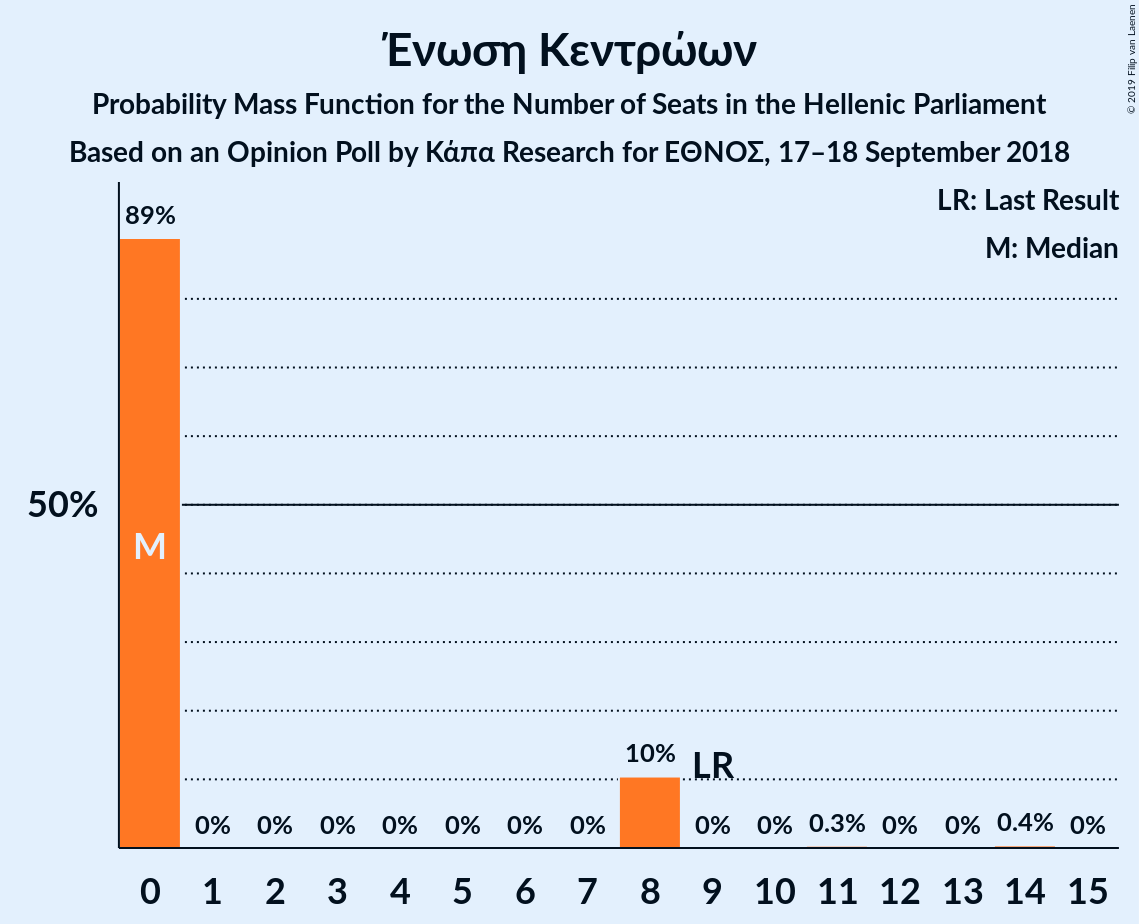 Ένωση Κεντρώων
Probability Mass Function for the Number of Seats in the Hellenic Parliament
Based on an Opinion Poll by Κάπα Research for ΕΘΝΟΣ, 17–18 September 2018
© 2019 Filip van Laenen
LR: Last Result
M: Median
89%
50%
M
10% LR
0% 0% 0% 0% 0% 0% 0% 0% 0% 0.3% 0% 0% 0.4% 0%
0 1 2 3 4 5 6 7 8 9 10 11 12 13 14 15